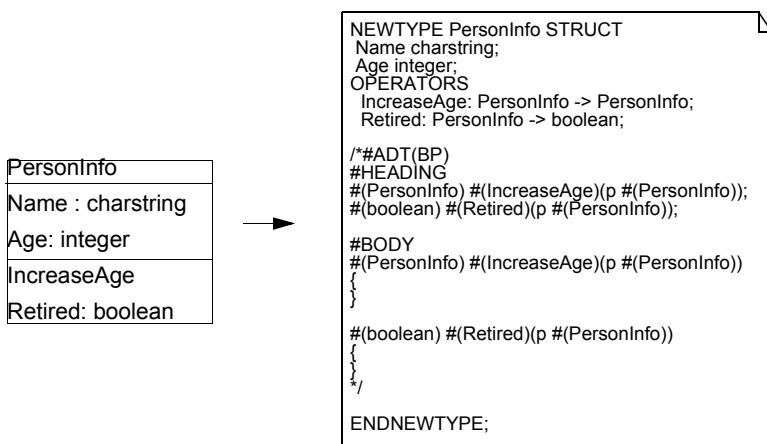 PersonInfo
Name : charstring
Age: integer
IncreaseAge
Retired: boolean
NEWTYPE PersonInfo STRUCT
Name charstring;
Age integer;
OPERATORS
IncreaseAge: PersonInfo -> PersonInfo;
Retired: PersonInfo -> boolean;
/*#ADT(BP)
#HEADING
#(PersonInfo) #(IncreaseAge)(p #(PersonInfo));
#(boolean) #(Retired)(p #(PersonInfo));
#BODY
#(PersonInfo) #(IncreaseAge)(p #(PersonInfo))
{
}
#(boolean) #(Retired)(p #(PersonInfo))
{
}
*/
ENDNEWTYPE;